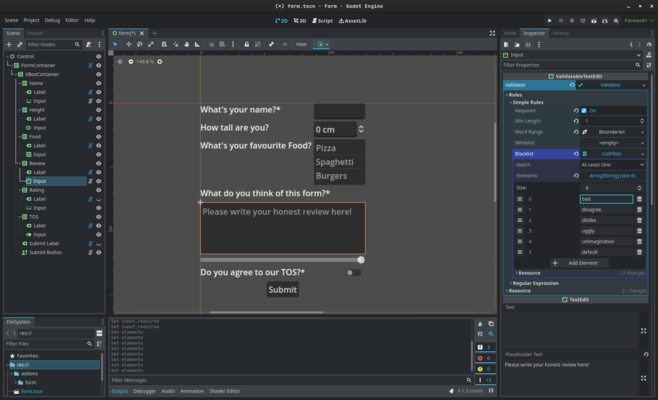 (*) form.tscn - Form - Godot Engine
Scene Project Debug Editor Help
2D 3D Script AssetLib
Forward+
Scene Import
Filter Nodes
Control
FormContainer
VBoxContainer
Name
Label
Input
Height
Label
Input
Food
Label
Input
Review
Label
Input
Rating
Label
Input
TOS
Label
Input
Submit Label
Submit Button
FileSystem
res://
Filter Files
Favorites:
res://
addons
form
form.tscn
form(*)
View
149.8 %
What's your name?*
How tall are you?
0 cm
What's your favourite Food?
Pizza
Spaghetti
Burgers
What do you think of this form?*
Please write your honest review here!
Do you agree to our TOS?*
Submit
Set input_required
Set input_required
Set elements
Set elements
Set elements
Set elements
Set elements
Set elements
Set elements
Set elements
Filter Messages
Output Debugger Audio Animation Shader Editor
Node Inspector History
Input
Filter Properties
ValidatableTextEdit
Validator Validator
Rules
Simple Rules
Required On
Min Length 1
Word Range Boundaries
Whitelist <empty>
Blacklist ListFilter
Match At Least One
Elements Array[String] (size 6)
Size: 6
0 bad
1 disagree
2 dislike
3 uggly
4 unimaginative
5 default
Add Element
Resource (1 change)
Regular Expression
Resource (1 change)
TextEdit
Text
Placeholder Text
Please write your honest review here!